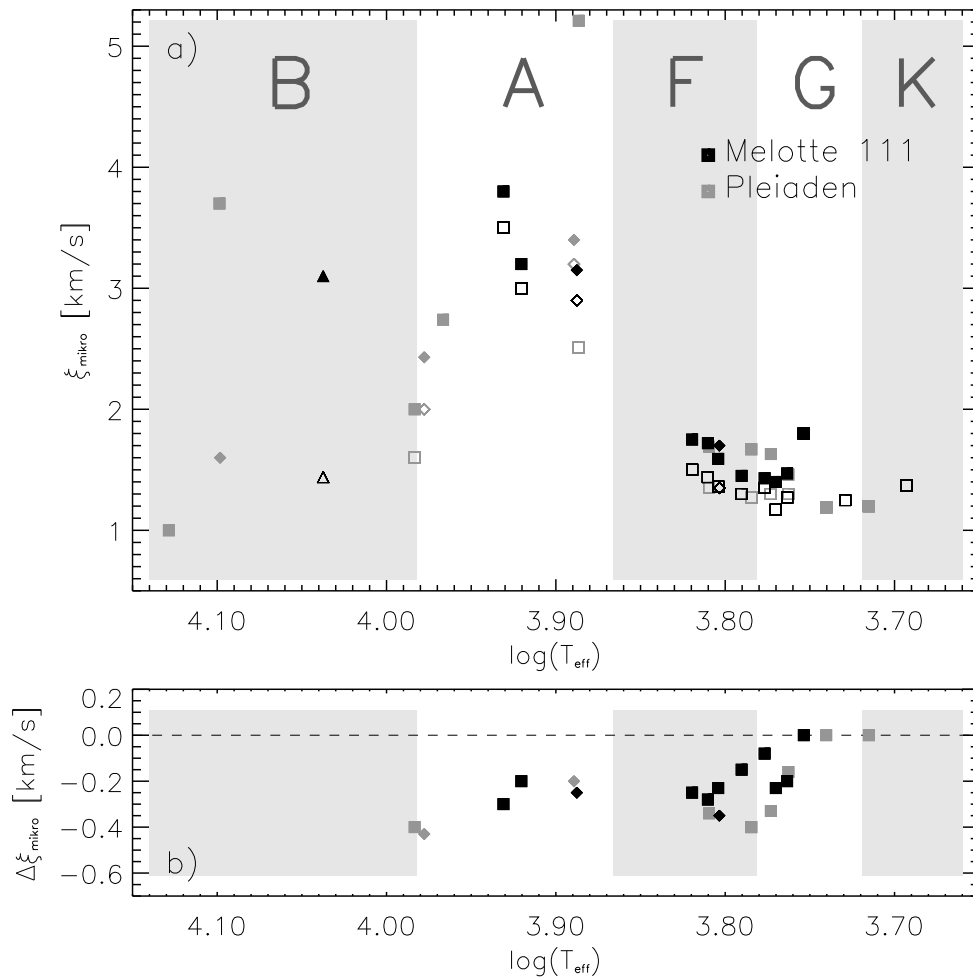 a)
B A F G K
Melotte 111
Pleiaden
5
4
3
2
1
ξmikro [km/s]
4.10 4.00 3.90 3.80 3.70
log(Teff)
0.2
0.0
−0.2
−0.4
−0.6
Δξmikro [km/s]
b)
4.10 4.00 3.90 3.80 3.70
log(Teff)